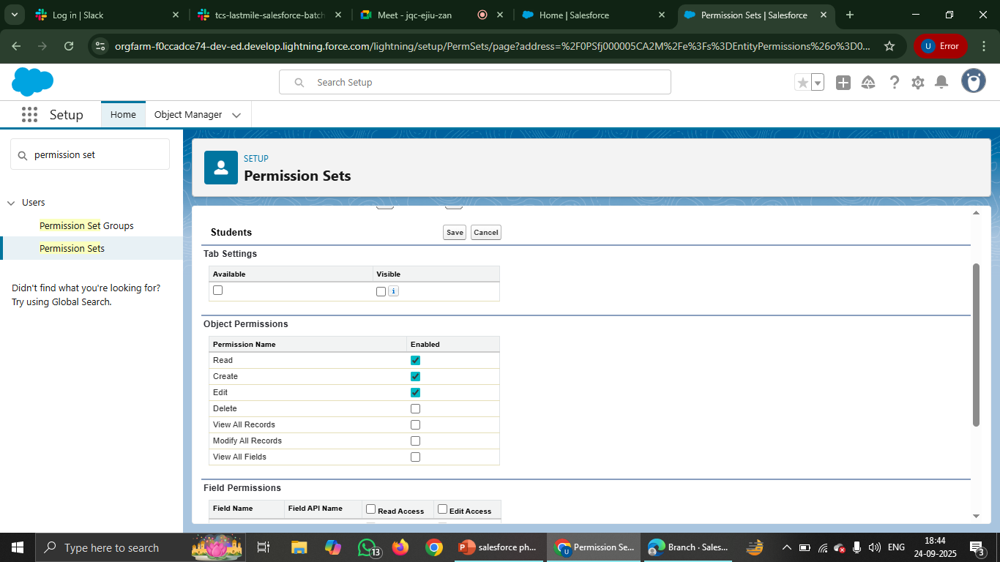 Log in | Slack
tcs-lastmile-salesforce-batch
Meet - jqc-ejiu-zan
Home | Salesforce
Permission Sets | Salesforce
orgfarm-f0ccadce74-dev-ed.develop.lightning.force.com/lightning/setup/PermSets/page?address=%2F0PSfj000005CA2M%2Fe%3Fs%3DEntityPermissions%26o%3D0...
U Error
Search Setup
Setup
Home
Object Manager
permission set
Users
Permission Set Groups
Permission Sets
Didn't find what you're looking for?
Try using Global Search.
SETUP
Permission Sets
Students
Save
Cancel
Tab Settings
Available Visible
i
Object Permissions
Permission Name Enabled
Read
Create
Edit
Delete
View All Records
Modify All Records
View All Fields
Field Permissions
Field Name Field API Name Read Access Edit Access
Type here to search
13
salesforce ph...
U
Permission Se...
Branch · Sales...
ENG
18:44
24-09-2025
3